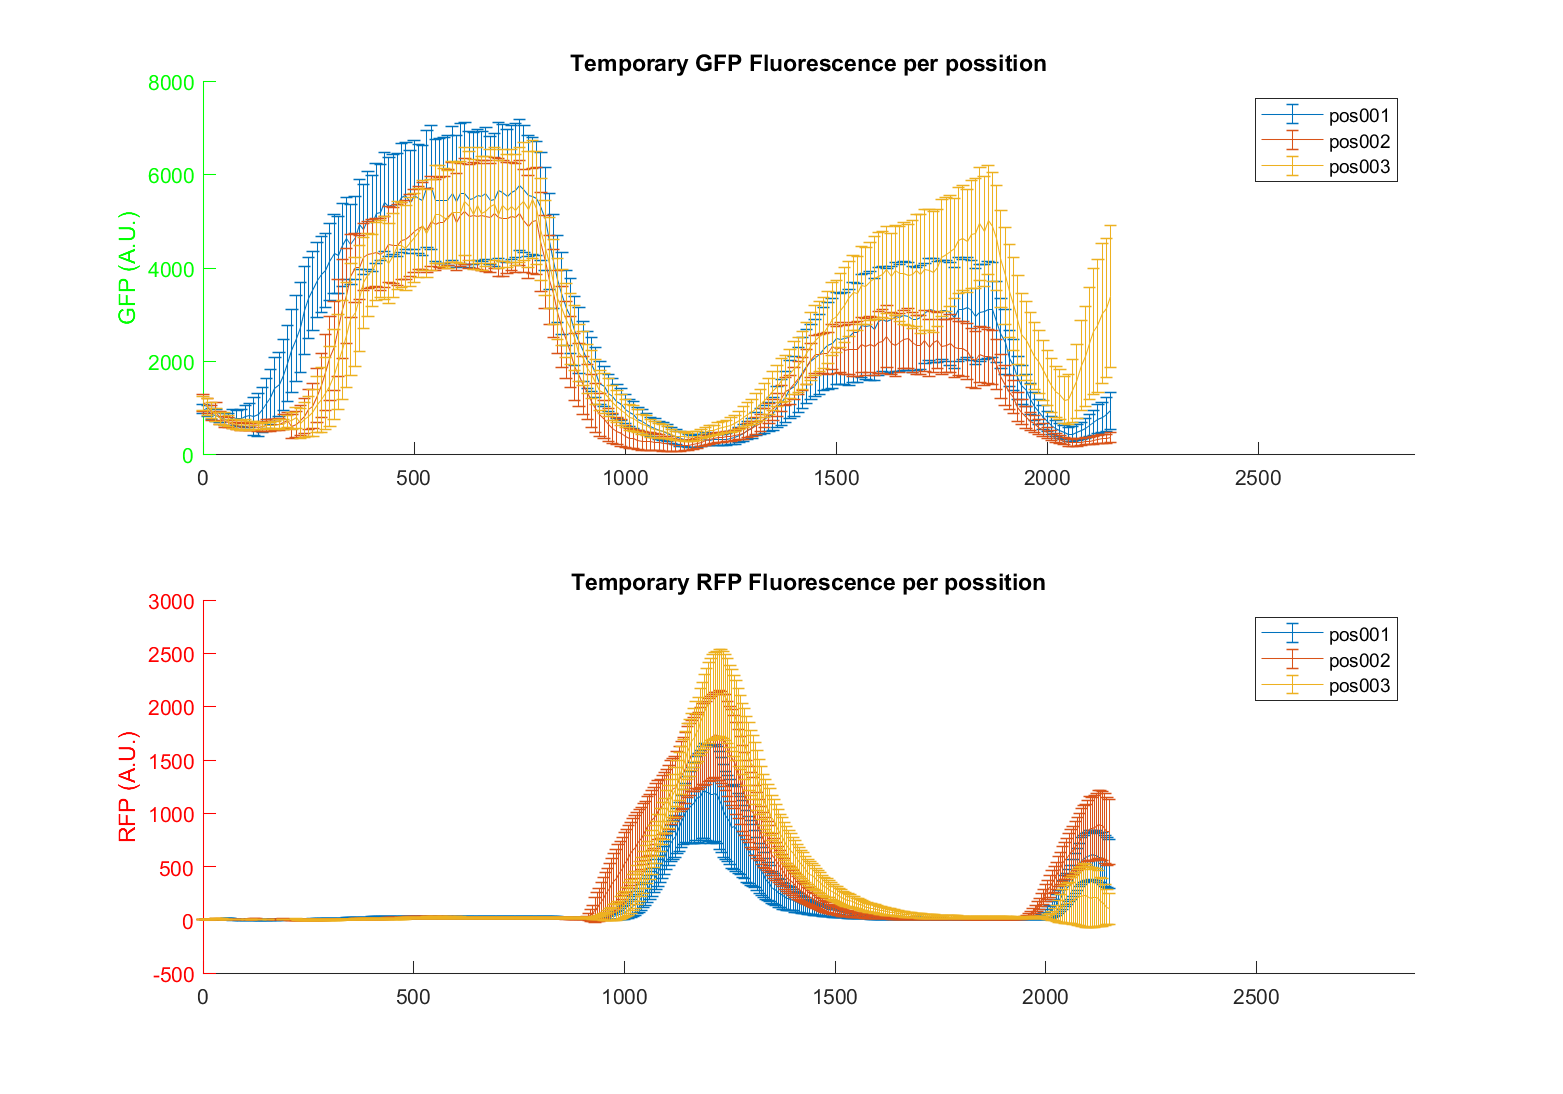 Temporary GFP Fluorescence per possition
8000
6000
4000
2000
0
GFP (A.U.)
0 500 1000 1500 2000 2500
pos001
pos002
pos003
Temporary RFP Fluorescence per possition
3000
2500
2000
1500
1000
500
0
-500
RFP (A.U.)
0 500 1000 1500 2000 2500
pos001
pos002
pos003